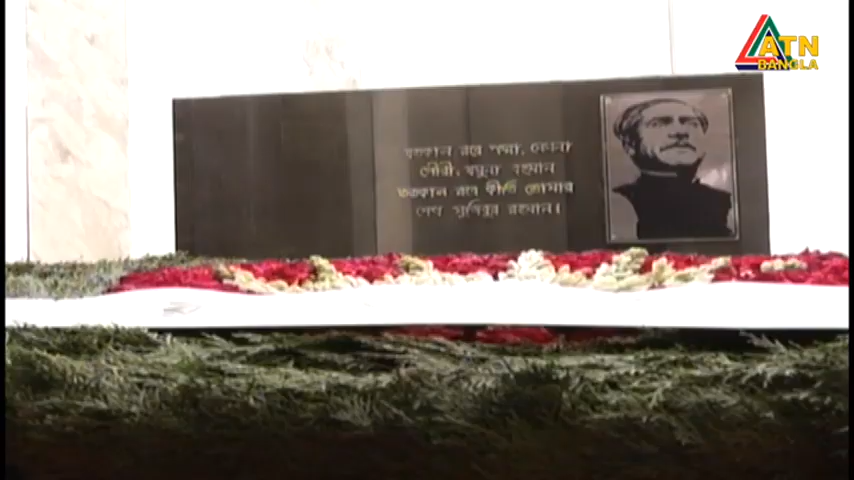 ATN
BANGLA
যতকাল রবে পদ্মা, মেঘনা
গৌরী, যমুনা বহমান
ততকাল রবে কীর্তি তোমার
শেখ মুজিবুর রহমান।